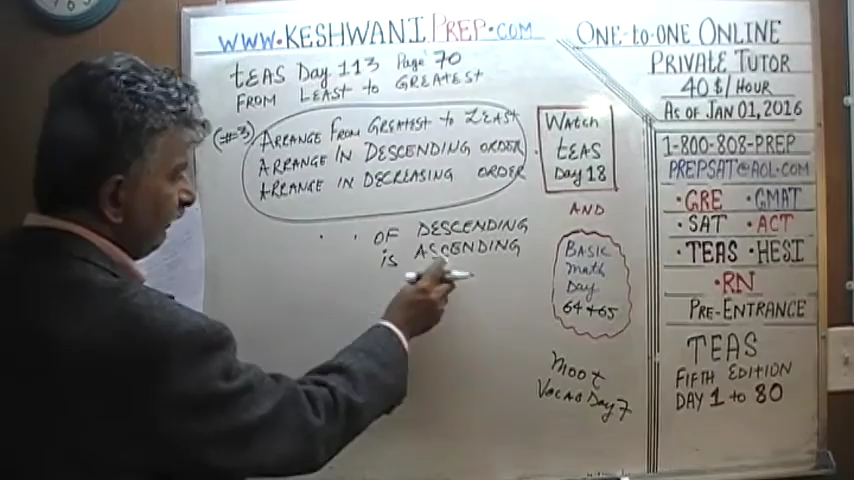 WWW.KESHWANIPREP.COM
tEAS Day 113 Page 70
FROM LEAST to GREATEST
(#=3)
ARRANGE FROM GREATEST to LEAST
ARRANGE IN DESCENDING ORDER
ARRANGE IN DECREASING ORDER
. . OF DESCENDING
is ASCENDING
WATCH
tEAS
Day 18
AND
BASIC
math
Day
64+65
moot
VOCAB Day 7
ONE-to-ONE ONLINE
PRIVATE TUTOR
40 $/HOUR
AS OF JAN 01, 2016
1-800-808-PREP
PREPSAT@AOL.COM
•GRE •GMAT
•SAT •ACT
•TEAS •HESI
•RN
PRE-ENTRANCE
TEAS
FIFTH EDITION
DAY 1 to 80